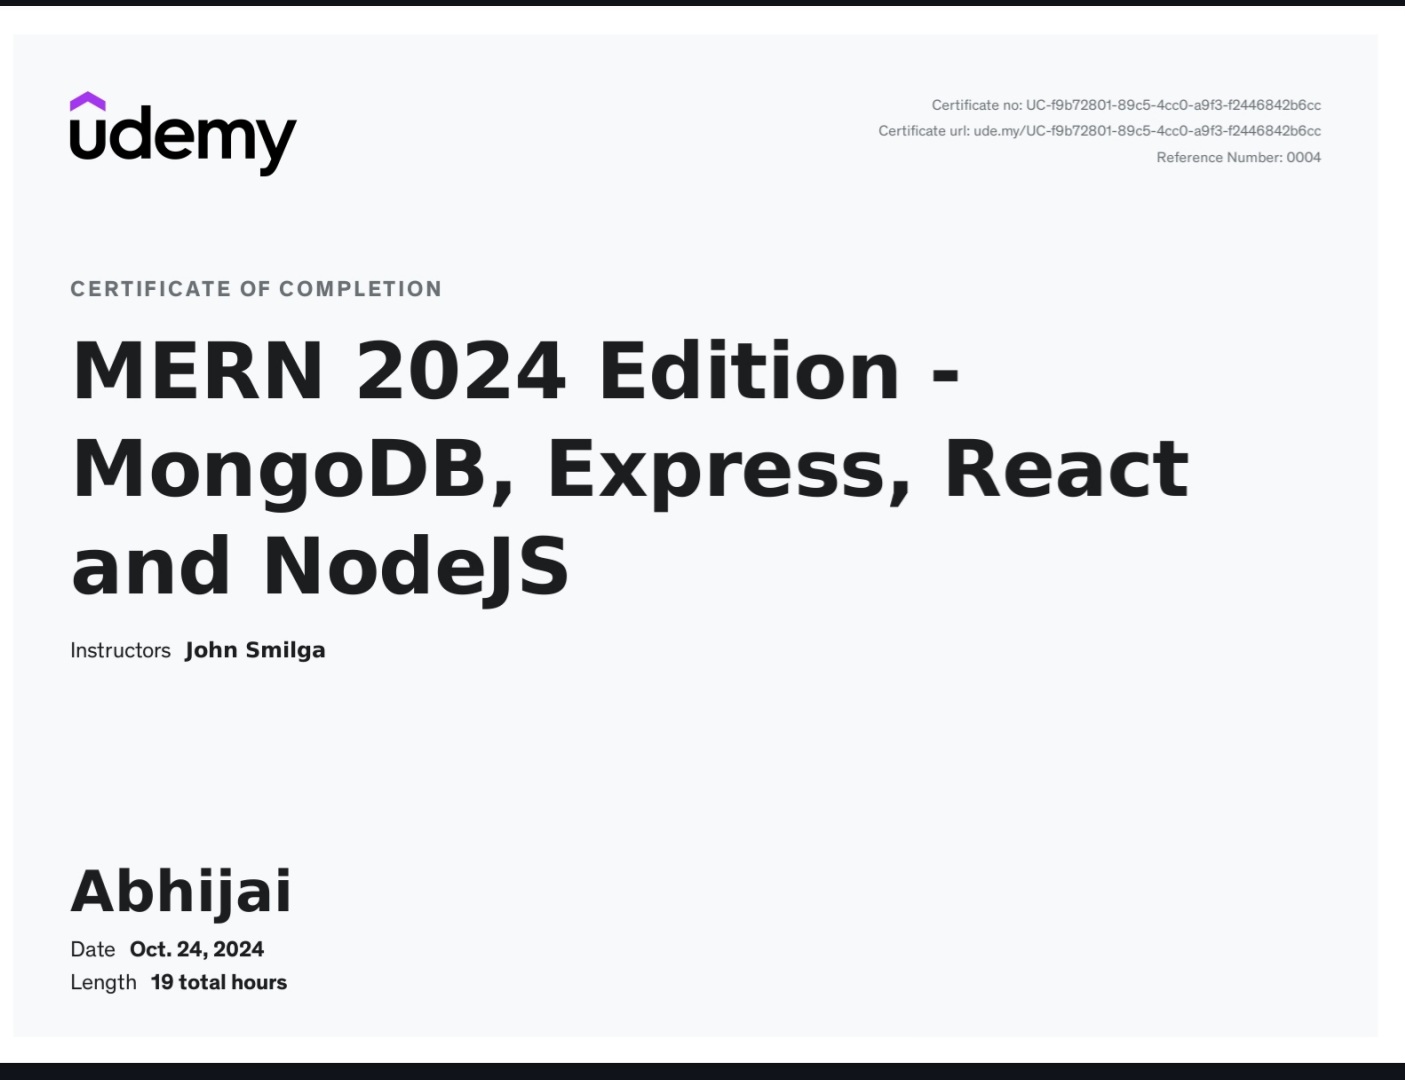 udemy
Certificate no: UC-f9b72801-89c5-4cc0-a9f3-f2446842b6cc
Certificate url: ude.my/UC-f9b72801-89c5-4cc0-a9f3-f2446842b6cc
Reference Number: 0004
CERTIFICATE OF COMPLETION
MERN 2024 Edition -
MongoDB, Express, React
and NodeJS
Instructors John Smilga
Abhijai
Date Oct. 24, 2024
Length 19 total hours